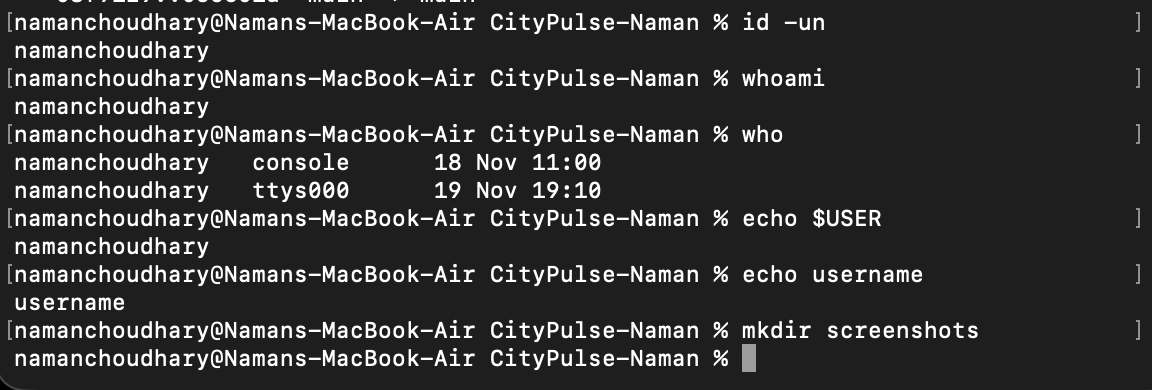 [namanchoudhary@Namans-MacBook-Air CityPulse-Naman % id -un ]
namanchoudhary
[namanchoudhary@Namans-MacBook-Air CityPulse-Naman % whoami ]
namanchoudhary
[namanchoudhary@Namans-MacBook-Air CityPulse-Naman % who ]
namanchoudhary   console      18 Nov 11:00
namanchoudhary   ttys000      19 Nov 19:10
[namanchoudhary@Namans-MacBook-Air CityPulse-Naman % echo $USER ]
namanchoudhary
[namanchoudhary@Namans-MacBook-Air CityPulse-Naman % echo username ]
username
[namanchoudhary@Namans-MacBook-Air CityPulse-Naman % mkdir screenshots ]
namanchoudhary@Namans-MacBook-Air CityPulse-Naman %